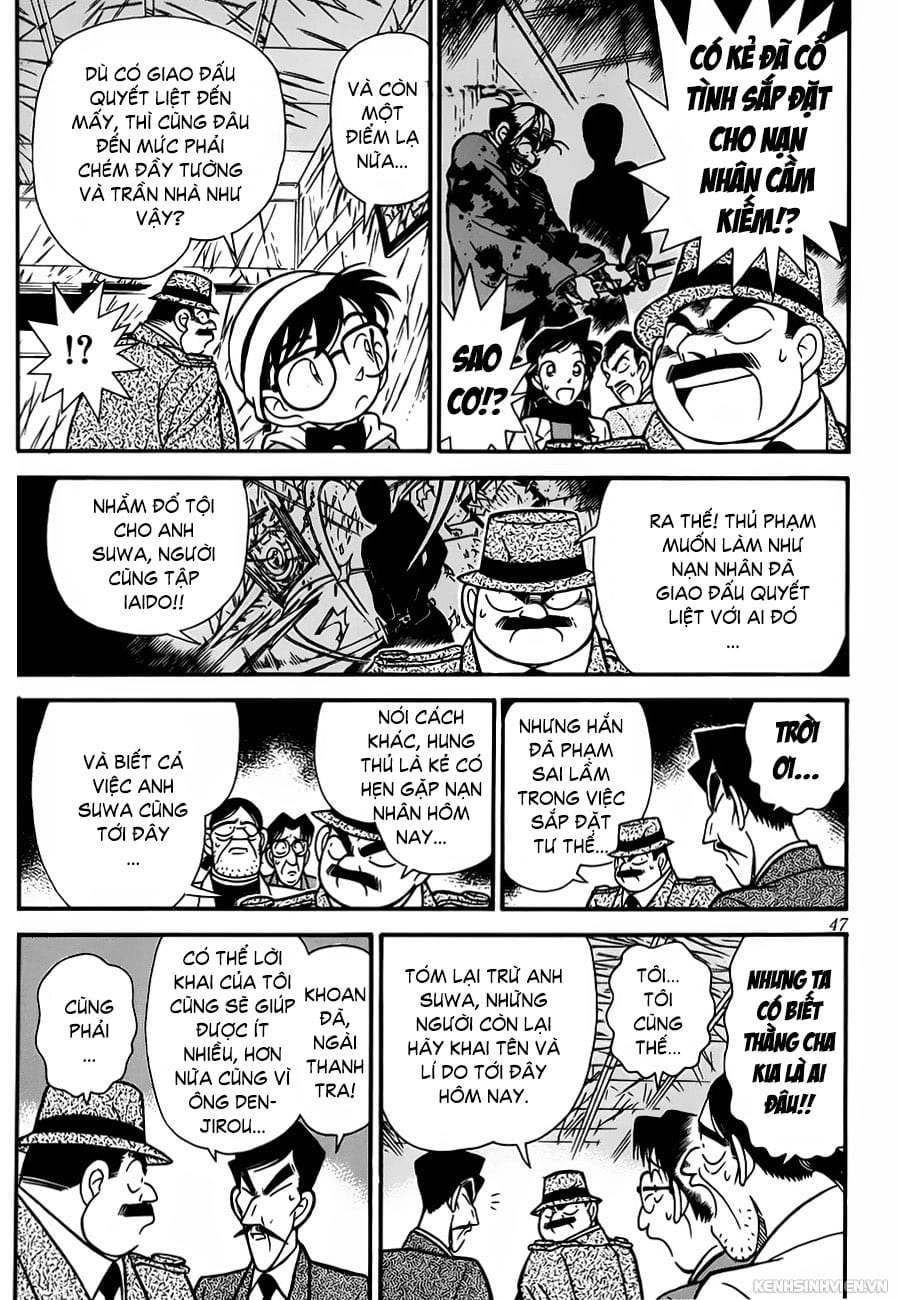 CÓ KẺ ĐÃ CỐ
TÌNH SẮP ĐẶT
CHO NẠN
NHÂN CẦM
KIẾM!?
SAO
CƠ!?
VÀ CÒN
MỘT
ĐIỂM LẠ
NỮA...
DÙ CÓ GIAO ĐẤU
QUYẾT LIỆT ĐẾN
MẤY, THÌ CŨNG ĐÂU
ĐẾN MỨC PHẢI
CHÉM ĐẦY TƯỜNG
VÀ TRẦN NHÀ NHƯ
VẬY?
!?
RA THẾ! THỦ PHẠM
MUỐN LÀM NHƯ
NẠN NHÂN ĐÃ
GIAO ĐẤU QUYẾT
LIỆT VỚI AI ĐÓ
...
NHẰM ĐỔ TỘI
CHO ANH
SUWA, NGƯỜI
CŨNG TẬP
IAIDO!!
TRỜI
ƠI...
NHƯNG HẮN
ĐÃ PHẠM
SAI LẦM
TRONG VIỆC
SẮP ĐẶT
TƯ THẾ...
NÓI CÁCH
KHÁC, HUNG
THỦ LÀ KẺ CÓ
HẸN GẶP NẠN
NHÂN HÔM
NAY...
VÀ BIẾT CẢ
VIỆC ANH
SUWA CŨNG
TỚI ĐÂY
...
47
NHƯNG TA
CÓ BIẾT
THẰNG CHA
KIA LÀ AI
ĐÂU!!
TÔI...
TÔI
CŨNG
THẾ...
TÓM LẠI TRỪ ANH
SUWA, NHỮNG
NGƯỜI CÒN LẠI
HÃY KHAI TÊN VÀ
LÍ DO TỚI ĐÂY
HÔM NAY.
KHOAN
ĐÃ,
NGÀI
THANH
TRA!
CÓ THỂ LỜI
KHAI CỦA TÔI
CŨNG SẼ GIÚP
ĐƯỢC ÍT
NHIỀU, HƠN
NỮA CŨNG VÌ
ÔNG DEN-
JIROU...
CŨNG
PHẢI
...
KENHSINHVIEN.VN